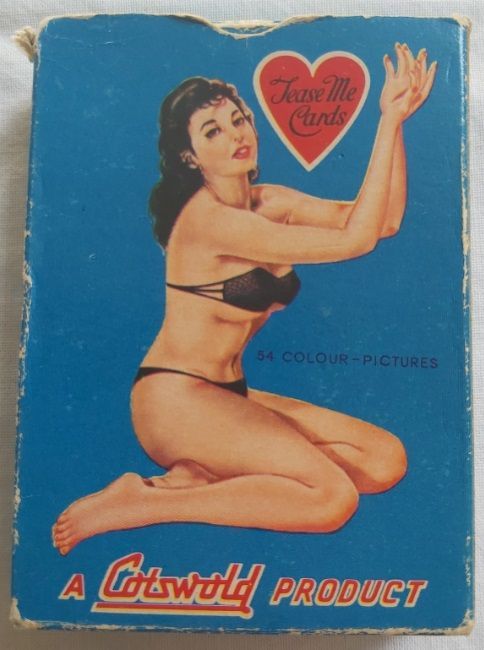 Tease Me
Cards
54 COLOUR-PICTURES
A Cotswold PRODUCT